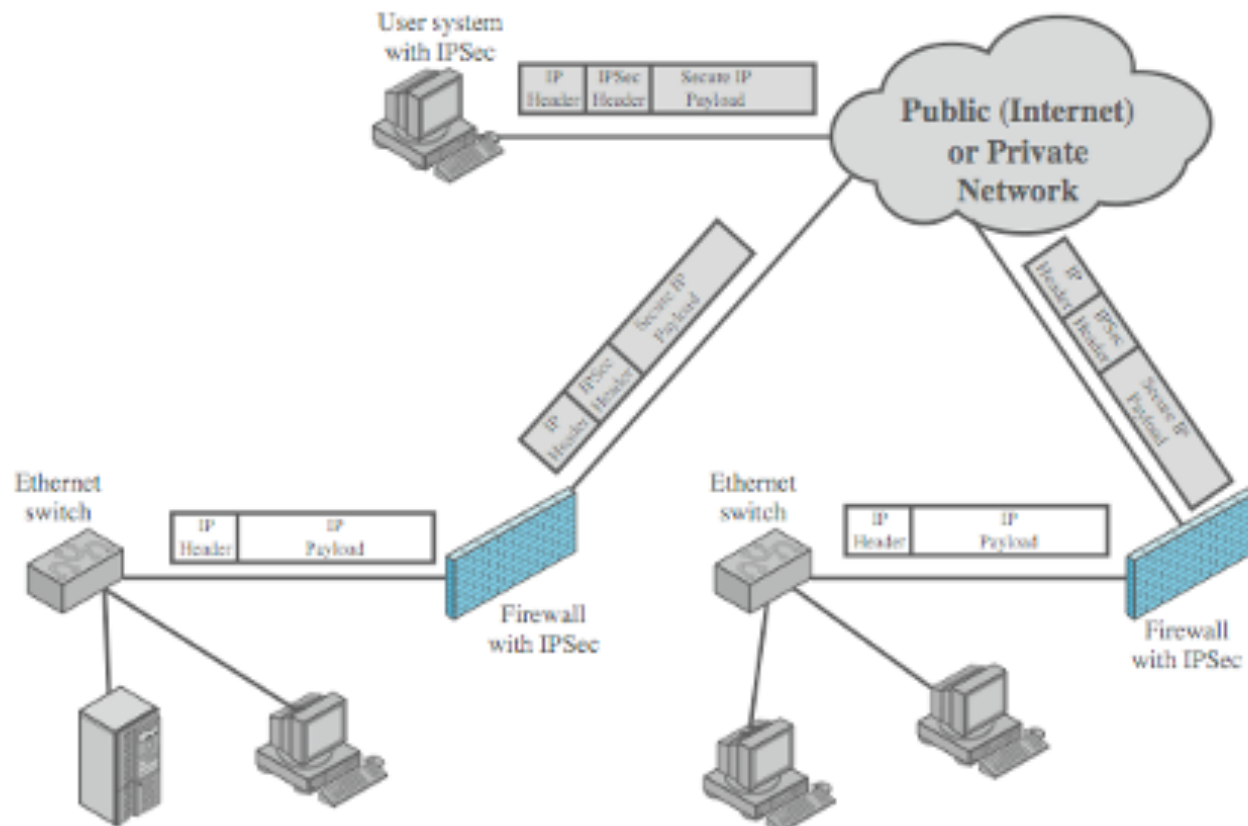 User system
with IPSec
IP
Header
IPSec
Header
Secure IP
Payload
Public (Internet)
or Private
Network
IP
Header
IPSec
Header
Secure IP
Payload
IP
Header
IPSec
Header
Secure IP
Payload
Ethernet
switch
IP
Header
IP
Payload
Firewall
with IPSec
Ethernet
switch
IP
Header
IP
Payload
Firewall
with IPSec